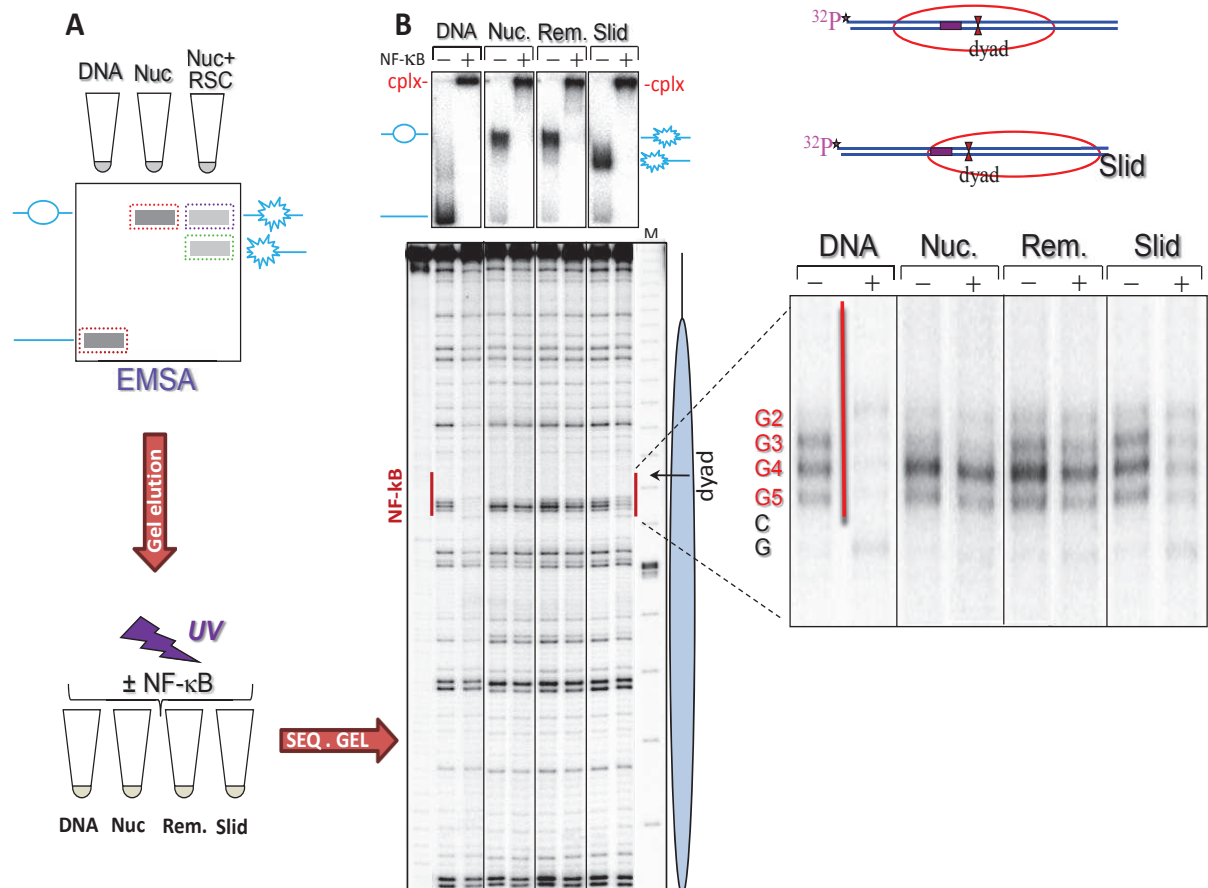 A
DNA
Nuc
Nuc+
RSC
EMSA
Gel elution
UV
± NF-κB
DNA Nuc Rem. Slid
SEQ . GEL
B
DNA Nuc. Rem. Slid
NF-κB − + − + − + − +
cplx-
-cplx
M
NF-kB
dyad
32P
dyad
32P
dyad
Slid
DNA Nuc. Rem. Slid
− + − + − + − +
G2
G3
G4
G5
C
G